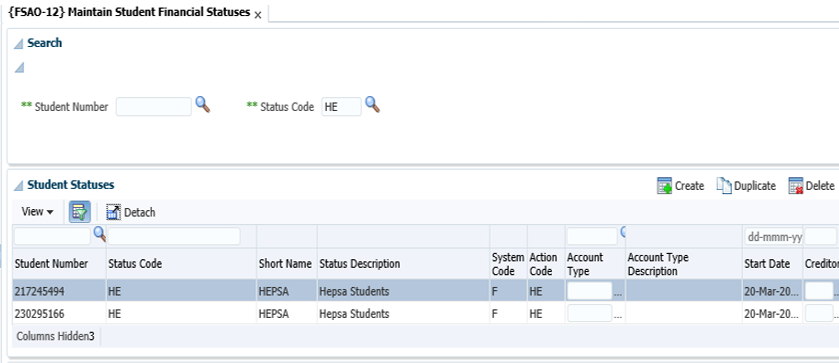 {FSAO-12} Maintain Student Financial Statuses x
Search
** Student Number ** Status Code HE
Student Statuses Create Duplicate Delete
View Detach
dd-mmm-yy
Student Number Status Code Short Name Status Description System Code Action Code Account Type Account Type Description Start Date Creditor
217245494 HE HEPSA Hepsa Students F HE ... 20-Mar-20...
230295166 HE HEPSA Hepsa Students F HE ... 20-Mar-20...
Columns Hidden3